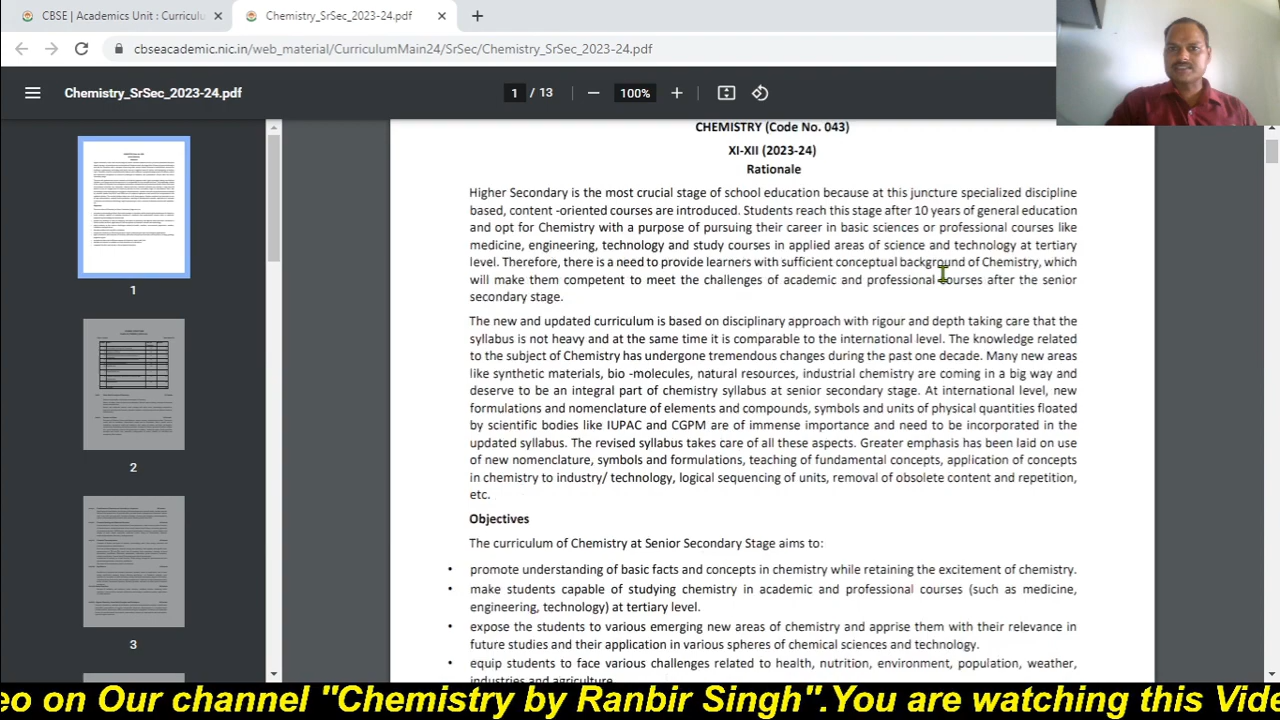 CBSE | Academics Unit : Curriculu
Chemistry_SrSec_2023-24.pdf
cbseacademic.nic.in/web_material/CurriculumMain24/SrSec/Chemistry_SrSec_2023-24.pdf
Chemistry_SrSec_2023-24.pdf
1 / 13
100%
1
2
3
CHEMISTRY (Code No. 043)
XI-XII (2023-24)
Rationale
Higher Secondary is the most crucial stage of school education because at this juncture specialized discipline
based, content -oriented courses are introduced. Students reach this stage after 10 years of general education
and opt for Chemistry with a purpose of pursuing their career in basic sciences or professional courses like
medicine, engineering, technology and study courses in applied areas of science and technology at tertiary
level. Therefore, there is a need to provide learners with sufficient conceptual background of Chemistry, which
will make them competent to meet the challenges of academic and professional courses after the senior
secondary stage.
The new and updated curriculum is based on disciplinary approach with rigour and depth taking care that the
syllabus is not heavy and at the same time it is comparable to the international level. The knowledge related
to the subject of Chemistry has undergone tremendous changes during the past one decade. Many new areas
like synthetic materials, bio -molecules, natural resources, industrial chemistry are coming in a big way and
deserve to be an integral part of chemistry syllabus at senior secondary stage. At international level, new
formulations and nomenclature of elements and compounds, symbols and units of physical quantities floated
by scientific bodies like IUPAC and CGPM are of immense importance and need to be incorporated in the
updated syllabus. The revised syllabus takes care of all these aspects. Greater emphasis has been laid on use
of new nomenclature, symbols and formulations, teaching of fundamental concepts, application of concepts
in chemistry to industry/ technology, logical sequencing of units, removal of obsolete content and repetition,
etc.
Objectives
The curriculum of Chemistry at Senior Secondary Stage aims to:
• promote understanding of basic facts and concepts in chemistry while retaining the excitement of chemistry.
• make students capable of studying chemistry in academic and professional courses (such as medicine,
engineering, technology) at tertiary level.
• expose the students to various emerging new areas of chemistry and apprise them with their relevance in
future studies and their application in various spheres of chemical sciences and technology.
• equip students to face various challenges related to health, nutrition, environment, population, weather,
industries and agriculture.
eo on Our channel "Chemistry by Ranbir Singh".You are watching this Vide